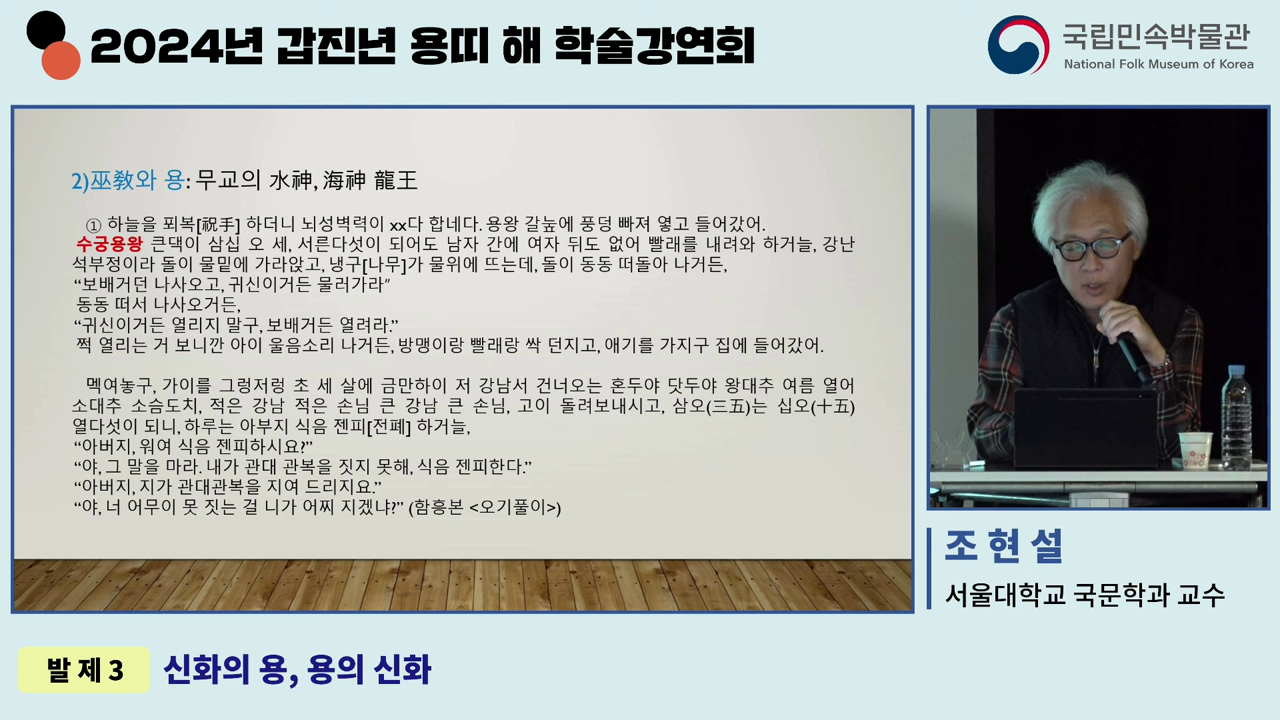 2024년 갑진년 용띠 해 학술강연회
국립민속박물관
National Folk Museum of Korea
2)巫敎와 용: 무교의 水神, 海神 龍王
① 하늘을 푀복[祝手] 하더니 뇌성벽력이 xx다 합네다. 용왕 갈늪에 풍덩 빠져 옇고 들어갔어.
수궁용왕 큰댁이 삼십 오 세, 서른다섯이 되어도 남자 간에 여자 뒤도 없어 빨래를 내려와 하거늘, 강난
석부정이라 돌이 물밑에 가라앉고, 냉구[나무]가 물위에 뜨는데, 돌이 동동 떠돌아 나거든,
“보배거던 나사오고, 귀신이거든 물러가라”
동동 떠서 나사오거든,
“귀신이거든 열리지 말구, 보배거든 열려라.”
쩍 열리는 거 보니깐 아이 울음소리 나거든, 방맹이랑 빨래랑 싹 던지고, 애기를 가지구 집에 들어갔어.
멕여놓구, 가이를 그렁저렁 초 세 살에 금만하이 저 강남서 건너오는 혼두야 닷두야 왕대추 여름 열어
소대추 소슴도치, 적은 강남 적은 손님 큰 강남 큰 손님, 고이 돌려보내시고, 삼오(三五)는 십오(十五)
열다섯이 되니, 하루는 아부지 식음 젠피[전폐] 하거늘,
“아버지, 워여 식음 젠피하시요?”
“야, 그 말을 마라. 내가 관대 관복을 짓지 못해, 식음 젠피한다.”
“아버지, 지가 관대관복을 지여 드리지요.”
“야, 너 어무이 못 짓는 걸 니가 어찌 지겠냐?” (함흥본 <오기풀이>)
조현설
서울대학교 국문학과 교수
발제3 신화의 용, 용의 신화